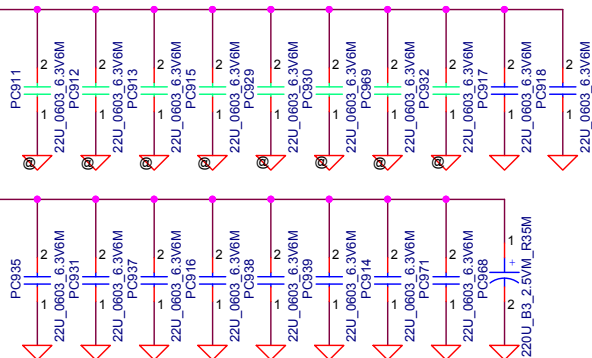 PC911
2
1
22U_0603_6.3V6M
@
PC912
2
1
22U_0603_6.3V6M
@
PC913
2
1
22U_0603_6.3V6M
@
PC915
2
1
22U_0603_6.3V6M
@
PC929
2
1
22U_0603_6.3V6M
@
PC930
2
1
22U_0603_6.3V6M
@
PC969
2
1
22U_0603_6.3V6M
@
PC932
2
1
22U_0603_6.3V6M
@
PC917
2
1
22U_0603_6.3V6M
PC918
2
1
22U_0603_6.3V6M
PC935
2
1
22U_0603_6.3V6M
PC931
2
1
22U_0603_6.3V6M
PC937
2
1
22U_0603_6.3V6M
PC916
2
1
22U_0603_6.3V6M
PC938
2
1
22U_0603_6.3V6M
PC939
2
1
22U_0603_6.3V6M
PC914
2
1
22U_0603_6.3V6M
PC971
2
1
22U_0603_6.3V6M
PC968
1
+
2
220U_B3_2.5VM_R35M